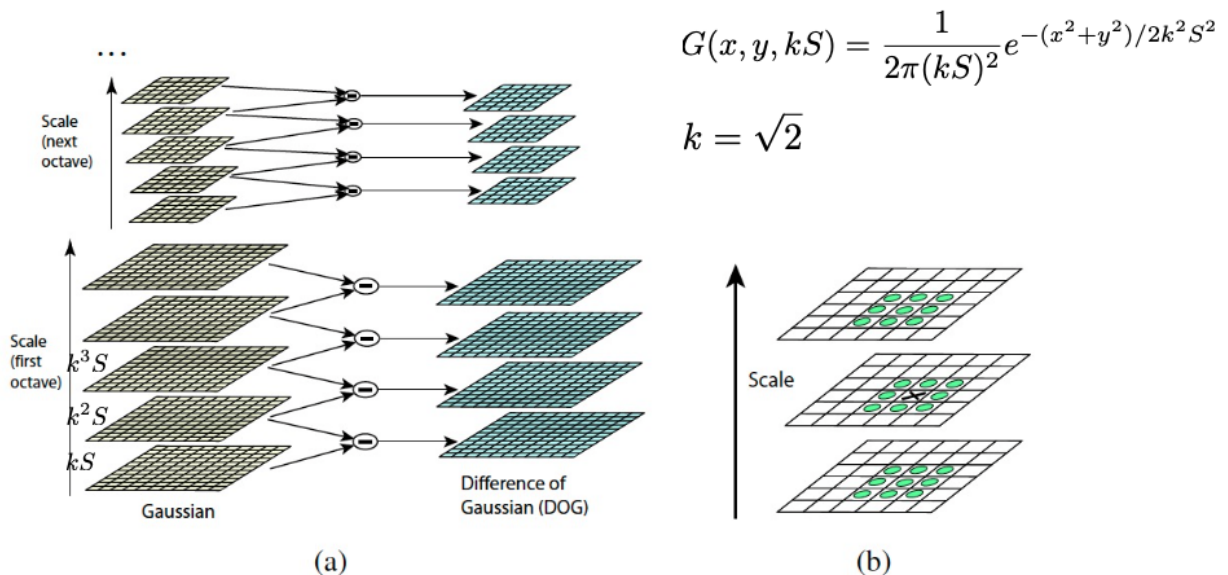 ...
Scale
(next
octave)
Scale
(first
octave)
k³S
k²S
kS
Gaussian
Difference of
Gaussian (DOG)
(a)
G(x, y, kS) = 1/(2π(kS)²) e^{-(x²+y²)/2k²S²}
k = √2
Scale
(b)